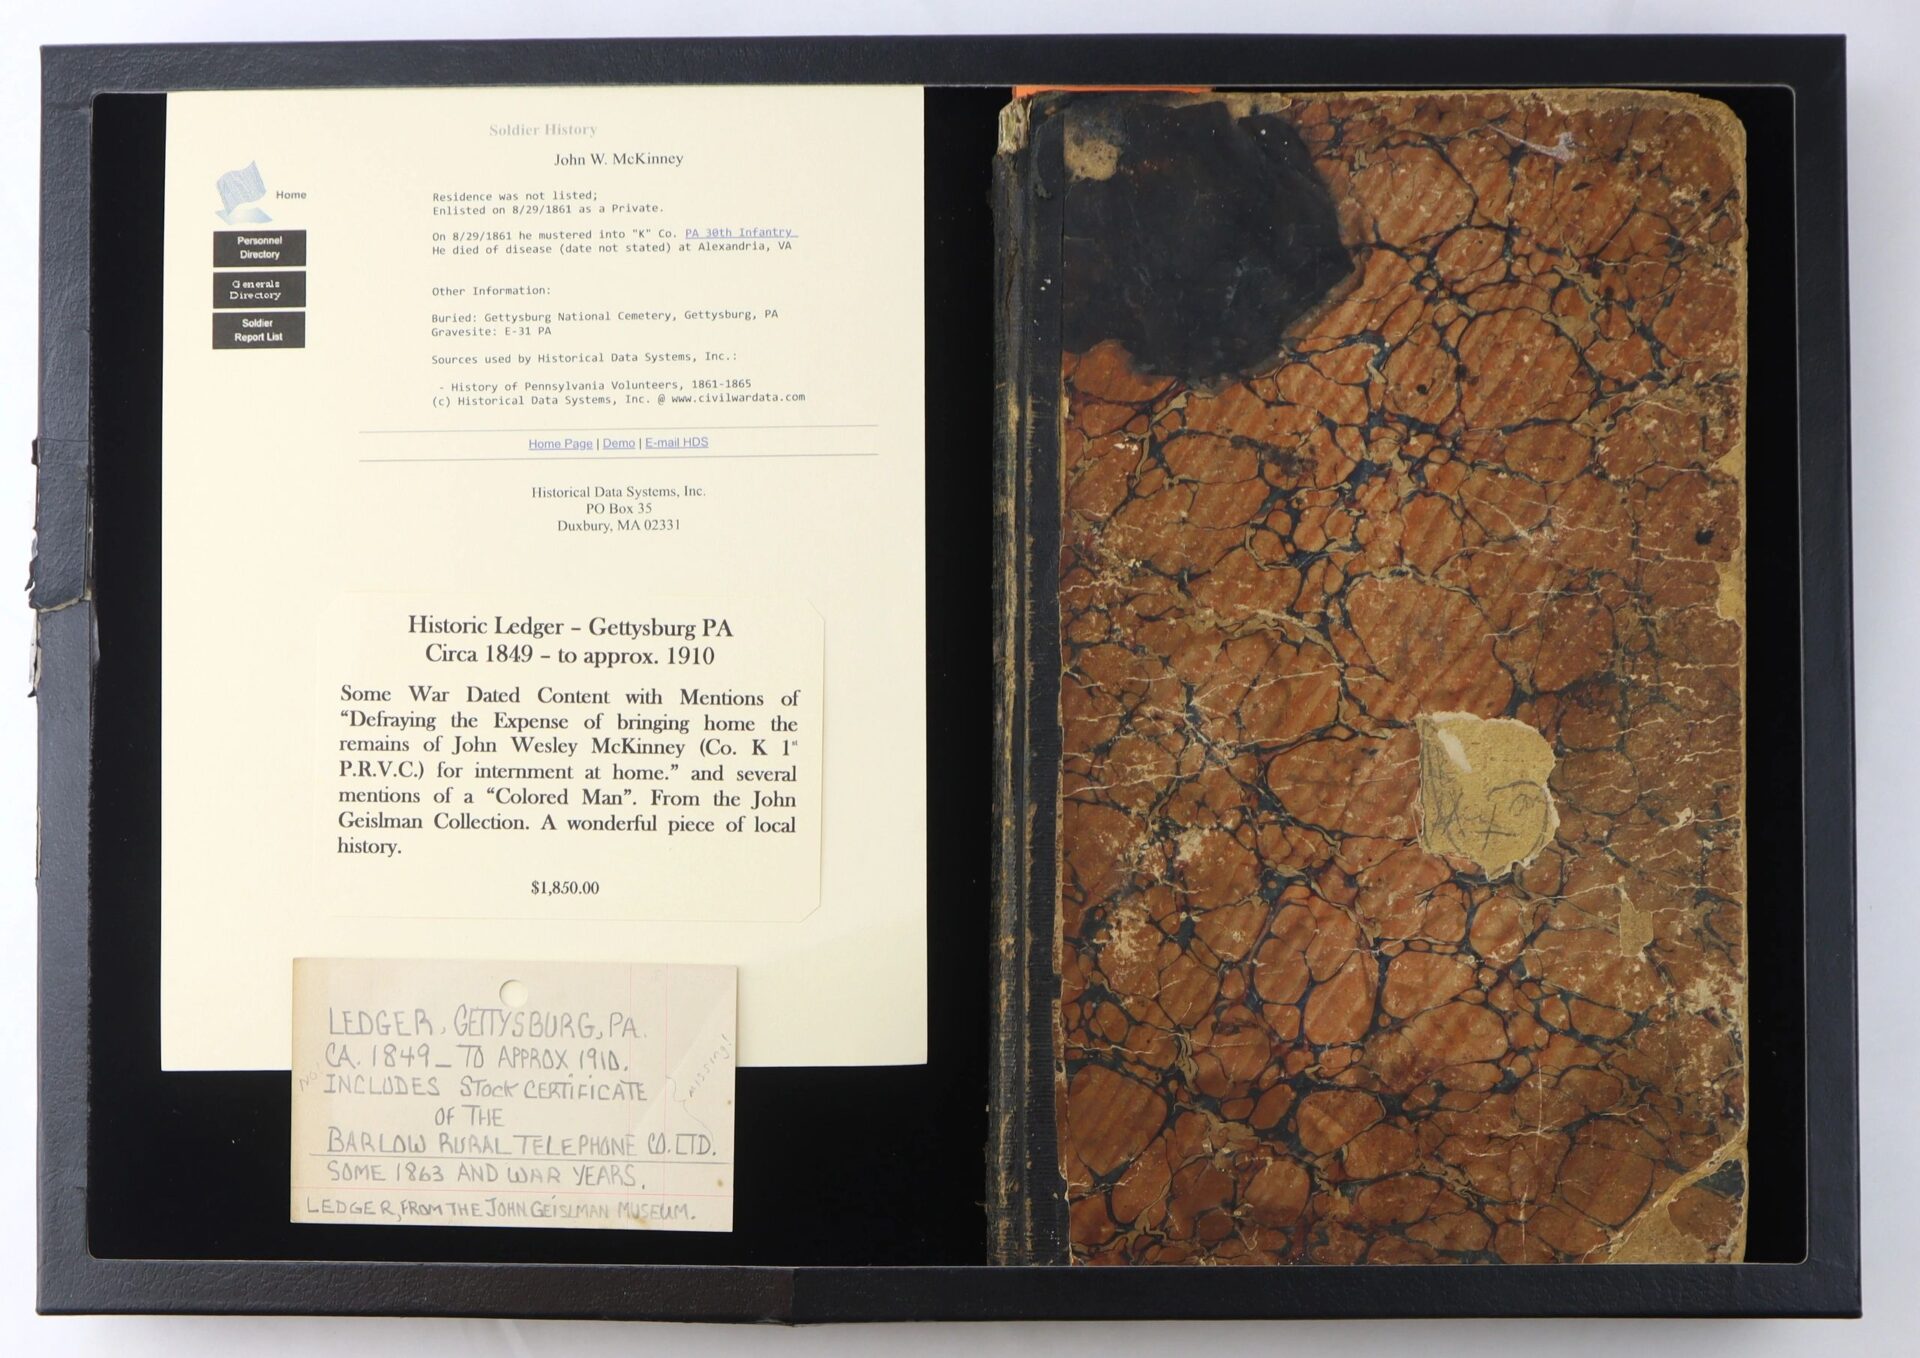 Soldier History
John W. McKinney
Home
Personnel
Directory
Generals
Directory
Soldier
Report List
Residence was not listed;
Enlisted on 8/29/1861 as a Private.
On 8/29/1861 he mustered into "K" Co. PA 30th Infantry
He died of disease (date not stated) at Alexandria, VA
Other Information:
Buried: Gettysburg National Cemetery, Gettysburg, PA
Gravesite: E-31 PA
Sources used by Historical Data Systems, Inc.:
- History of Pennsylvania Volunteers, 1861-1865
(c) Historical Data Systems, Inc. @ www.civilwardata.com
Home Page | Demo | E-mail HDS
Historical Data Systems, Inc.
PO Box 35
Duxbury, MA 02331
Historic Ledger – Gettysburg PA
Circa 1849 – to approx. 1910
Some War Dated Content with Mentions of
“Defraying the Expense of bringing home the
remains of John Wesley McKinney (Co. K 1st
P.R.V.C.) for internment at home.” and several
mentions of a “Colored Man”. From the John
Geislman Collection. A wonderful piece of local
history.
$1,850.00
LEDGER, GETTYSBURG, PA.
CA. 1849 – TO APPROX 1910.
No.
INCLUDES STOCK CERTIFICATE
missing!
OF THE
BARLOW RURAL TELEPHONE CO. LTD.
SOME 1863 AND WAR YEARS.
LEDGER, FROM THE JOHN GEISLMAN MUSEUM.